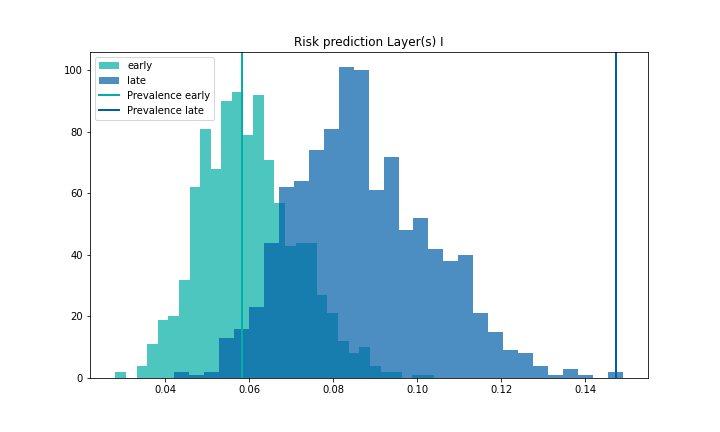 Risk prediction Layer(s) I
early
late
Prevalence early
Prevalence late
100
80
60
40
20
0
0.04 0.06 0.08 0.10 0.12 0.14